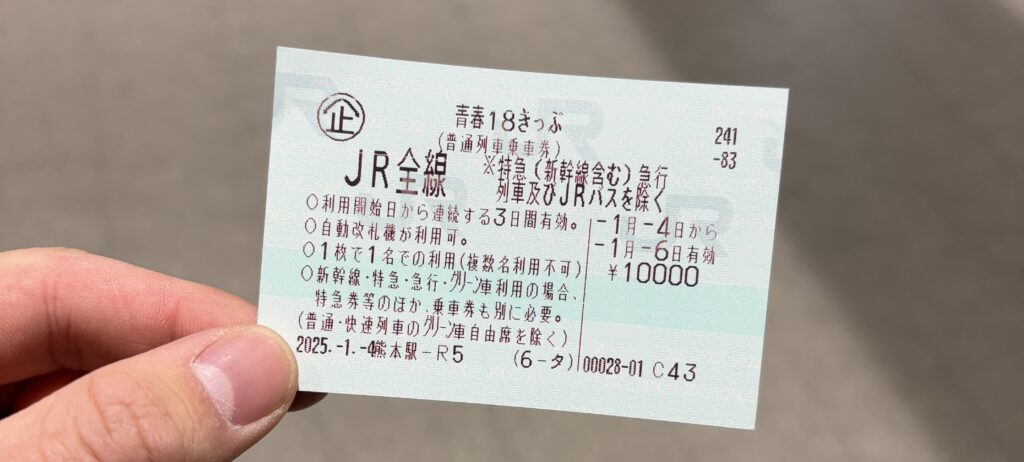 企
青春18きっぷ
241
-83
(普通列車乗車券)
JR全線
※特急(新幹線含む)急行
列車及びJRバスを除く
○利用開始日から連続する3日間有効。
○自動改札機が利用可。
○1枚で1名での利用(複数名利用不可)
○新幹線・特急・急行・グリーン車利用の場合、
特急券等のほか、乗車券も別に必要。
(普通・快速列車のグリーン車自由席を除く)
-1月-4日から
-1月-6日有効
¥10000
2025.-1.-4熊本駅-R5
(6-タ)
00028-01 C43